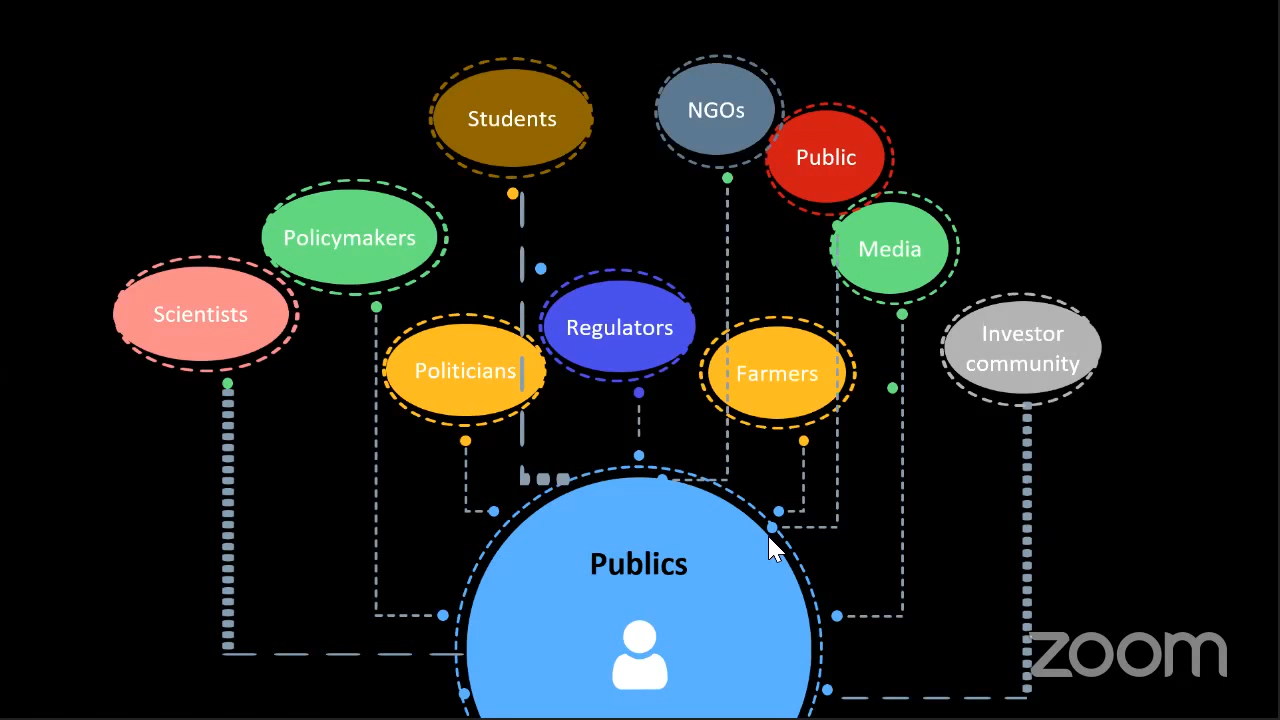 Students
NGOs
Public
Policymakers
Media
Scientists
Regulators
Investor
community
Politicians
Farmers
Publics
zoom